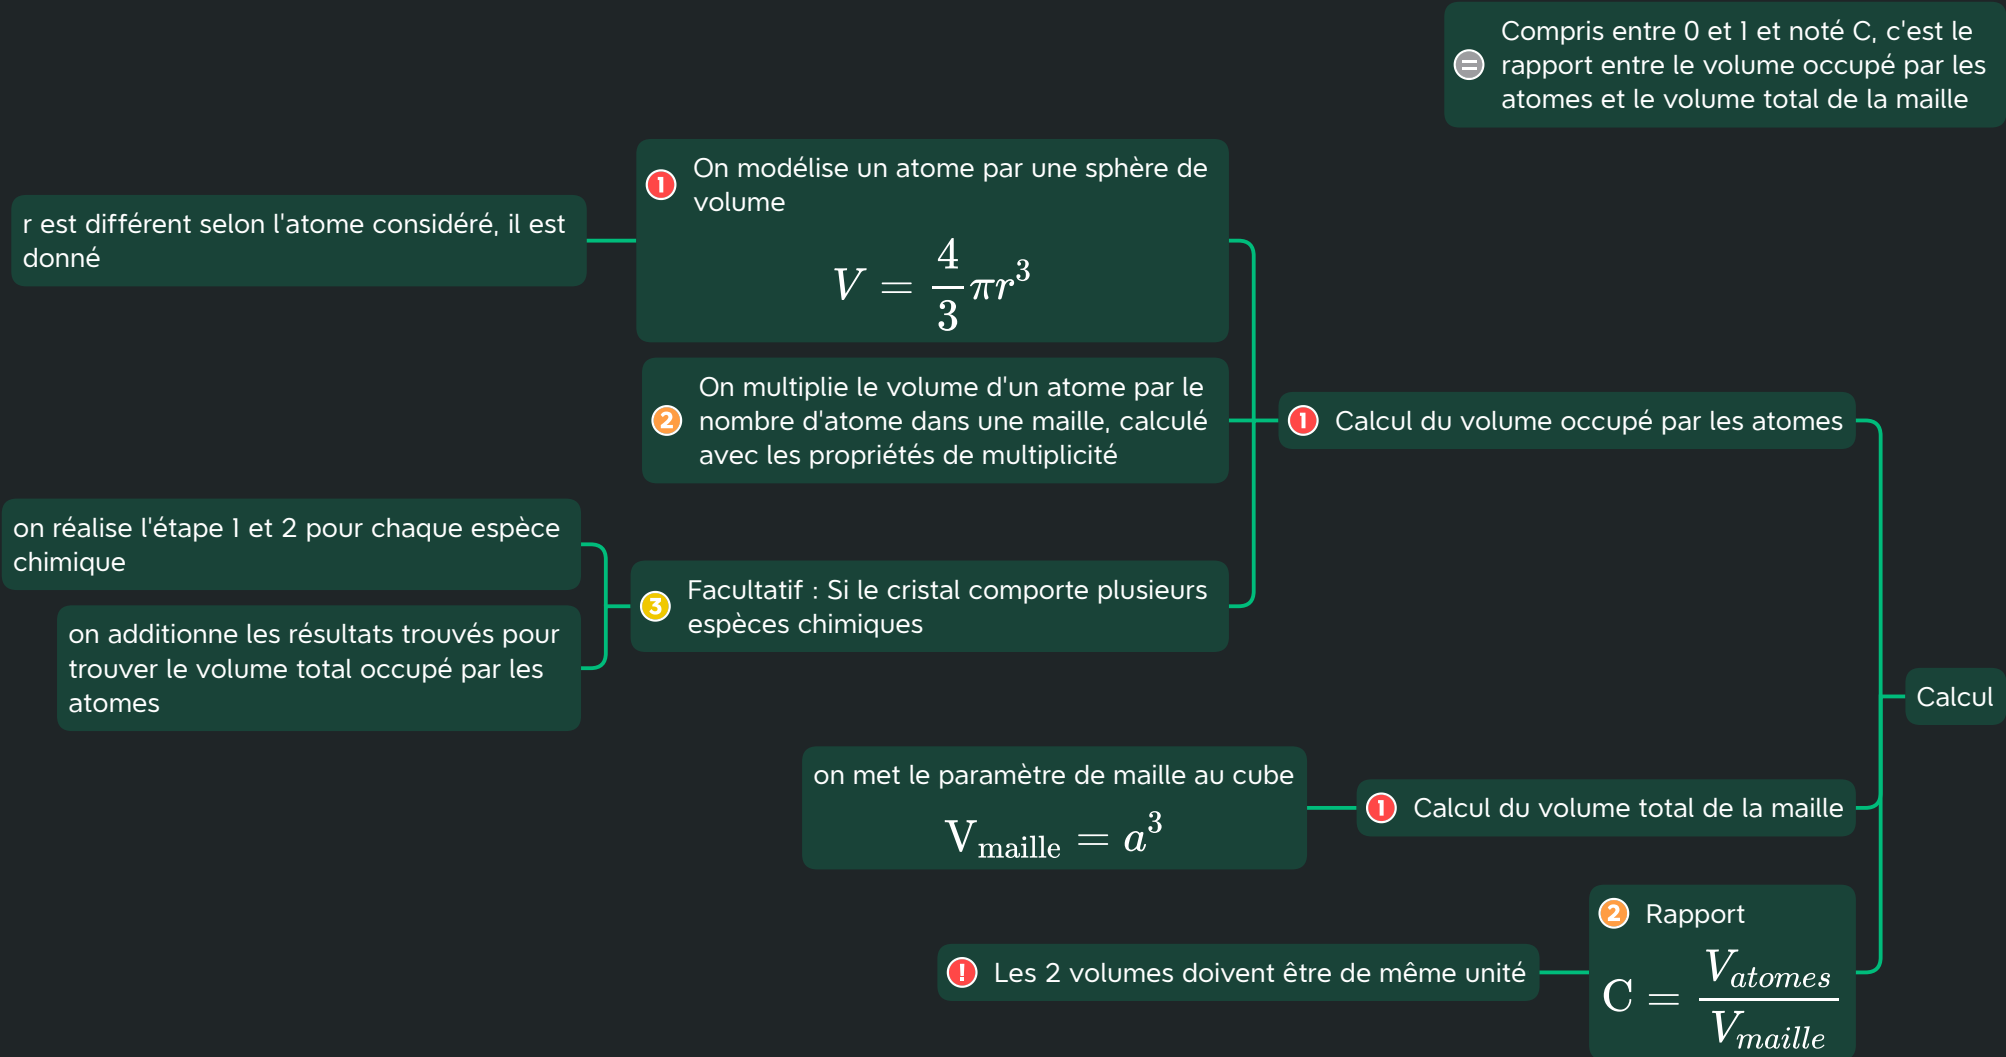 Compris entre 0 et 1 et noté C, c'est le
= rapport entre le volume occupé par les
atomes et le volume total de la maille
1 On modélise un atome par une sphère de
volume
V = 4/3 πr³
r est différent selon l'atome considéré, il est
donné
2 On multiplie le volume d'un atome par le
nombre d'atome dans une maille, calculé
avec les propriétés de multiplicité
1 Calcul du volume occupé par les atomes
on réalise l'étape 1 et 2 pour chaque espèce
chimique
3 Facultatif : Si le cristal comporte plusieurs
espèces chimiques
on additionne les résultats trouvés pour
trouver le volume total occupé par les
atomes
Calcul
on met le paramètre de maille au cube
V_maille = a³
1 Calcul du volume total de la maille
2 Rapport
C = V_atomes / V_maille
! Les 2 volumes doivent être de même unité